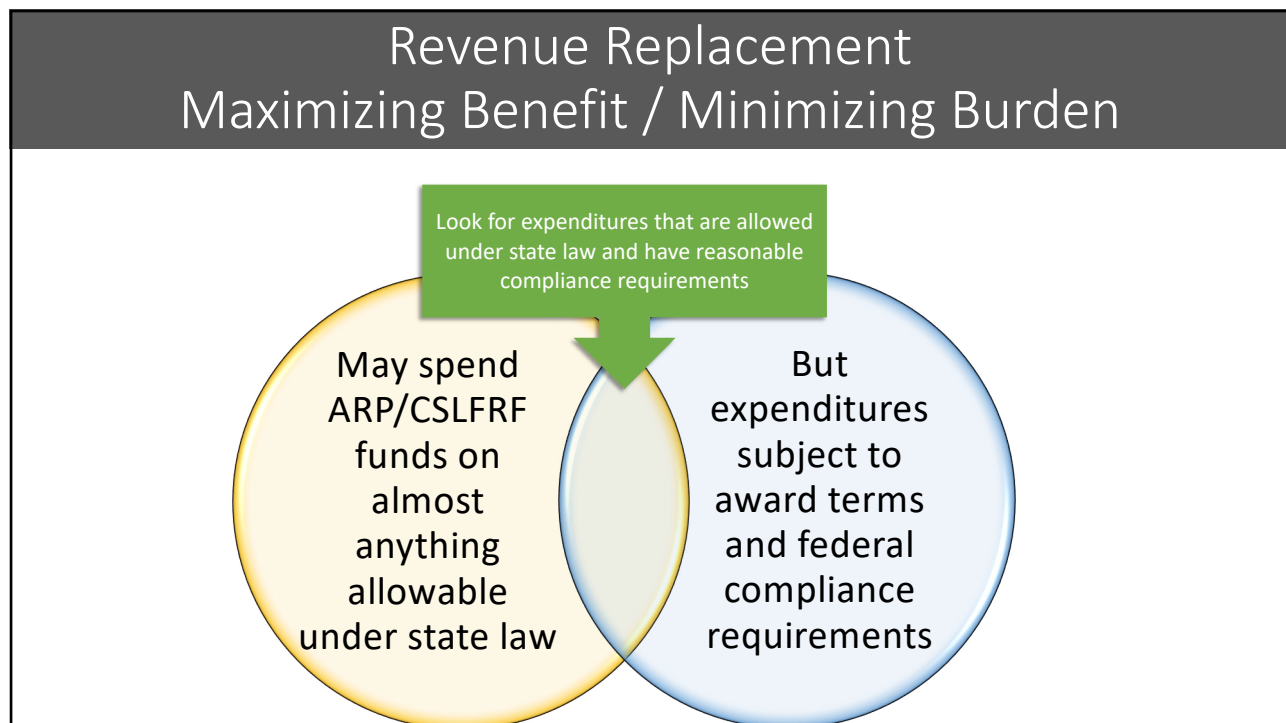 Revenue Replacement
Maximizing Benefit / Minimizing Burden
Look for expenditures that are allowed
under state law and have reasonable
compliance requirements
May spend
ARP/CSLFRF
funds on
almost
anything
allowable
under state law
But
expenditures
subject to
award terms
and federal
compliance
requirements